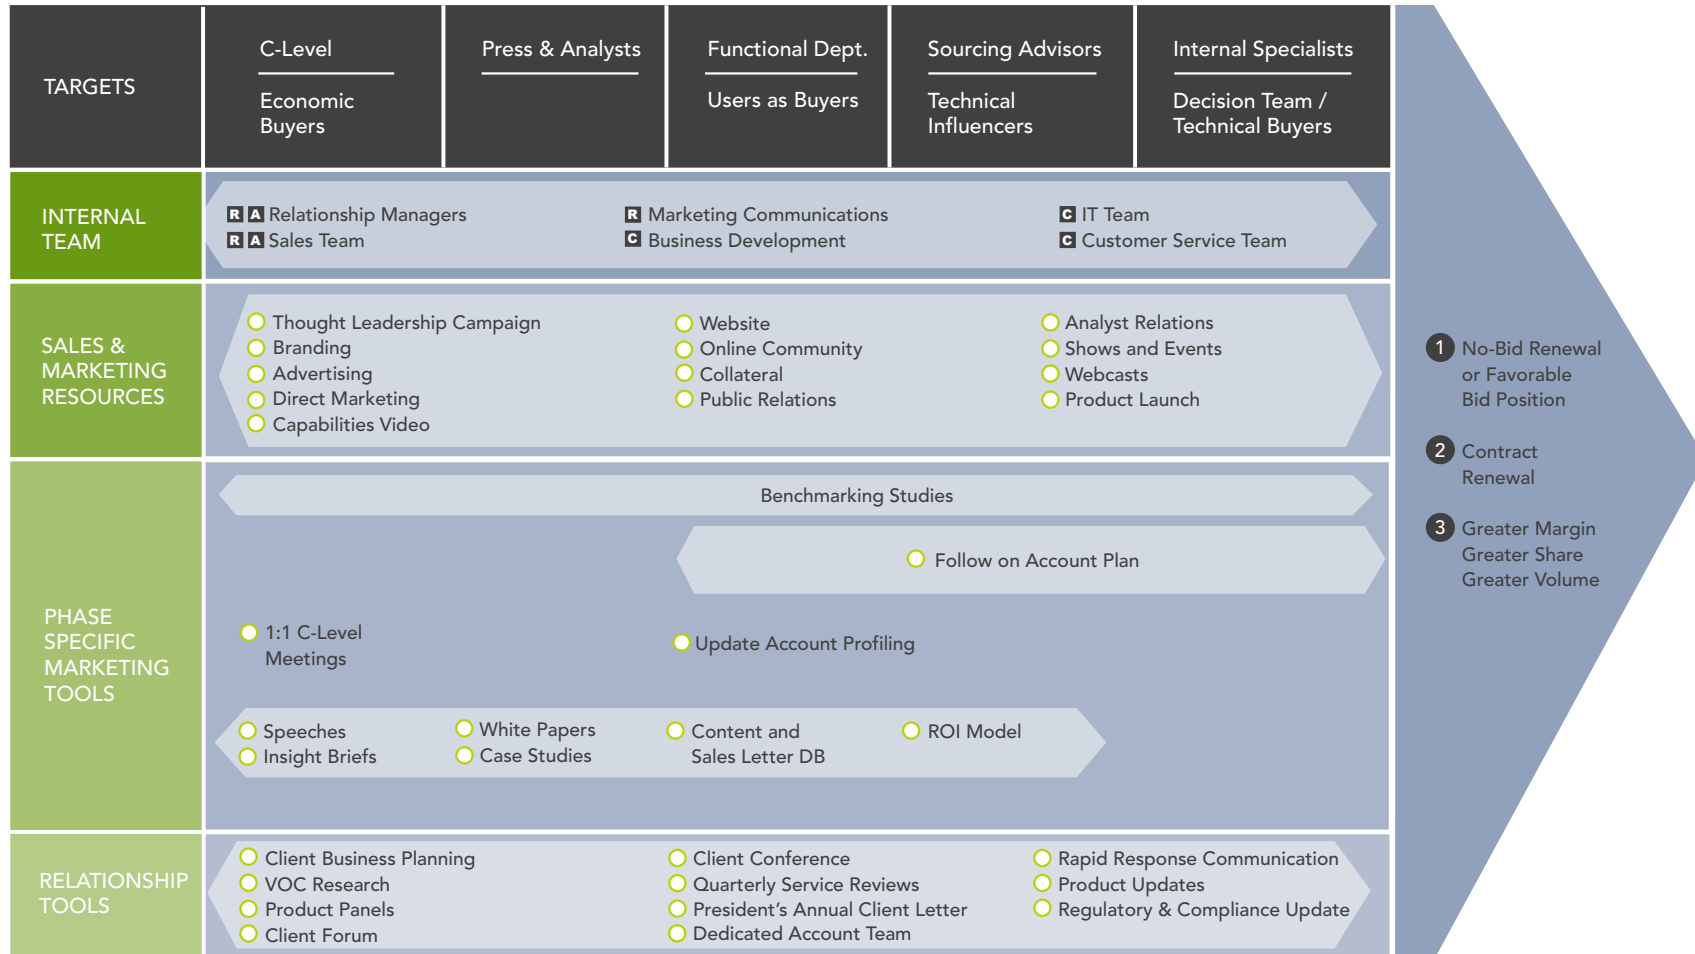 TARGETS
C-Level
Economic
Buyers
Press & Analysts
Functional Dept.
Users as Buyers
Sourcing Advisors
Technical
Influencers
Internal Specialists
Decision Team /
Technical Buyers
INTERNAL
TEAM
R A Relationship Managers
R A Sales Team
R Marketing Communications
C Business Development
C IT Team
C Customer Service Team
SALES &
MARKETING
RESOURCES
Thought Leadership Campaign
Branding
Advertising
Direct Marketing
Capabilities Video
Website
Online Community
Collateral
Public Relations
Analyst Relations
Shows and Events
Webcasts
Product Launch
PHASE
SPECIFIC
MARKETING
TOOLS
Benchmarking Studies
Follow on Account Plan
1:1 C-Level
Meetings
Update Account Profiling
Speeches
Insight Briefs
White Papers
Case Studies
Content and
Sales Letter DB
ROI Model
RELATIONSHIP
TOOLS
Client Business Planning
VOC Research
Product Panels
Client Forum
Client Conference
Quarterly Service Reviews
President’s Annual Client Letter
Dedicated Account Team
Rapid Response Communication
Product Updates
Regulatory & Compliance Update
1 No-Bid Renewal
or Favorable
Bid Position
2 Contract
Renewal
3 Greater Margin
Greater Share
Greater Volume